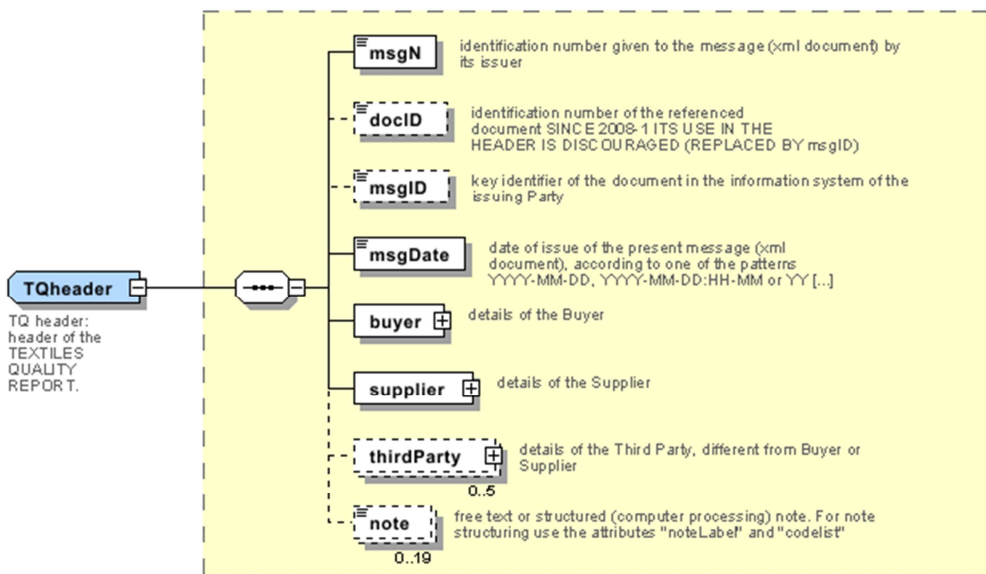 msgN
identification number given to the message (xml document) by
its issuer
docID
identification number of the referenced
document SINCE 2008-1 ITS USE IN THE
HEADER IS DISCOURAGED (REPLACED BY msgID)
msgID
key identifier of the document in the information system of the
issuing Party
msgDate
date of issue of the present message (xml
document), according to one of the patterns
YYYY-MM-DD, YYYY-MM-DD:HH-MM or YY [...]
TQheader
TQ header:
header of the
TEXTILES
QUALITY
REPORT.
buyer
details of the Buyer
supplier
details of the Supplier
thirdParty
details of the Third Party, different from Buyer or
Supplier
0..5
note
free text or structured (computer processing) note. For note
structuring use the attributes "noteLabel" and "codelist"
0..19